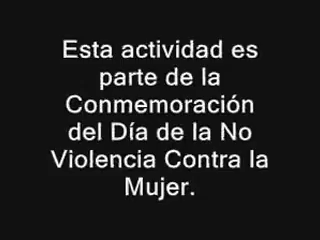 Esta actividad es
parte de la
Conmemoración
del Día de la No
Violencia Contra la
Mujer.